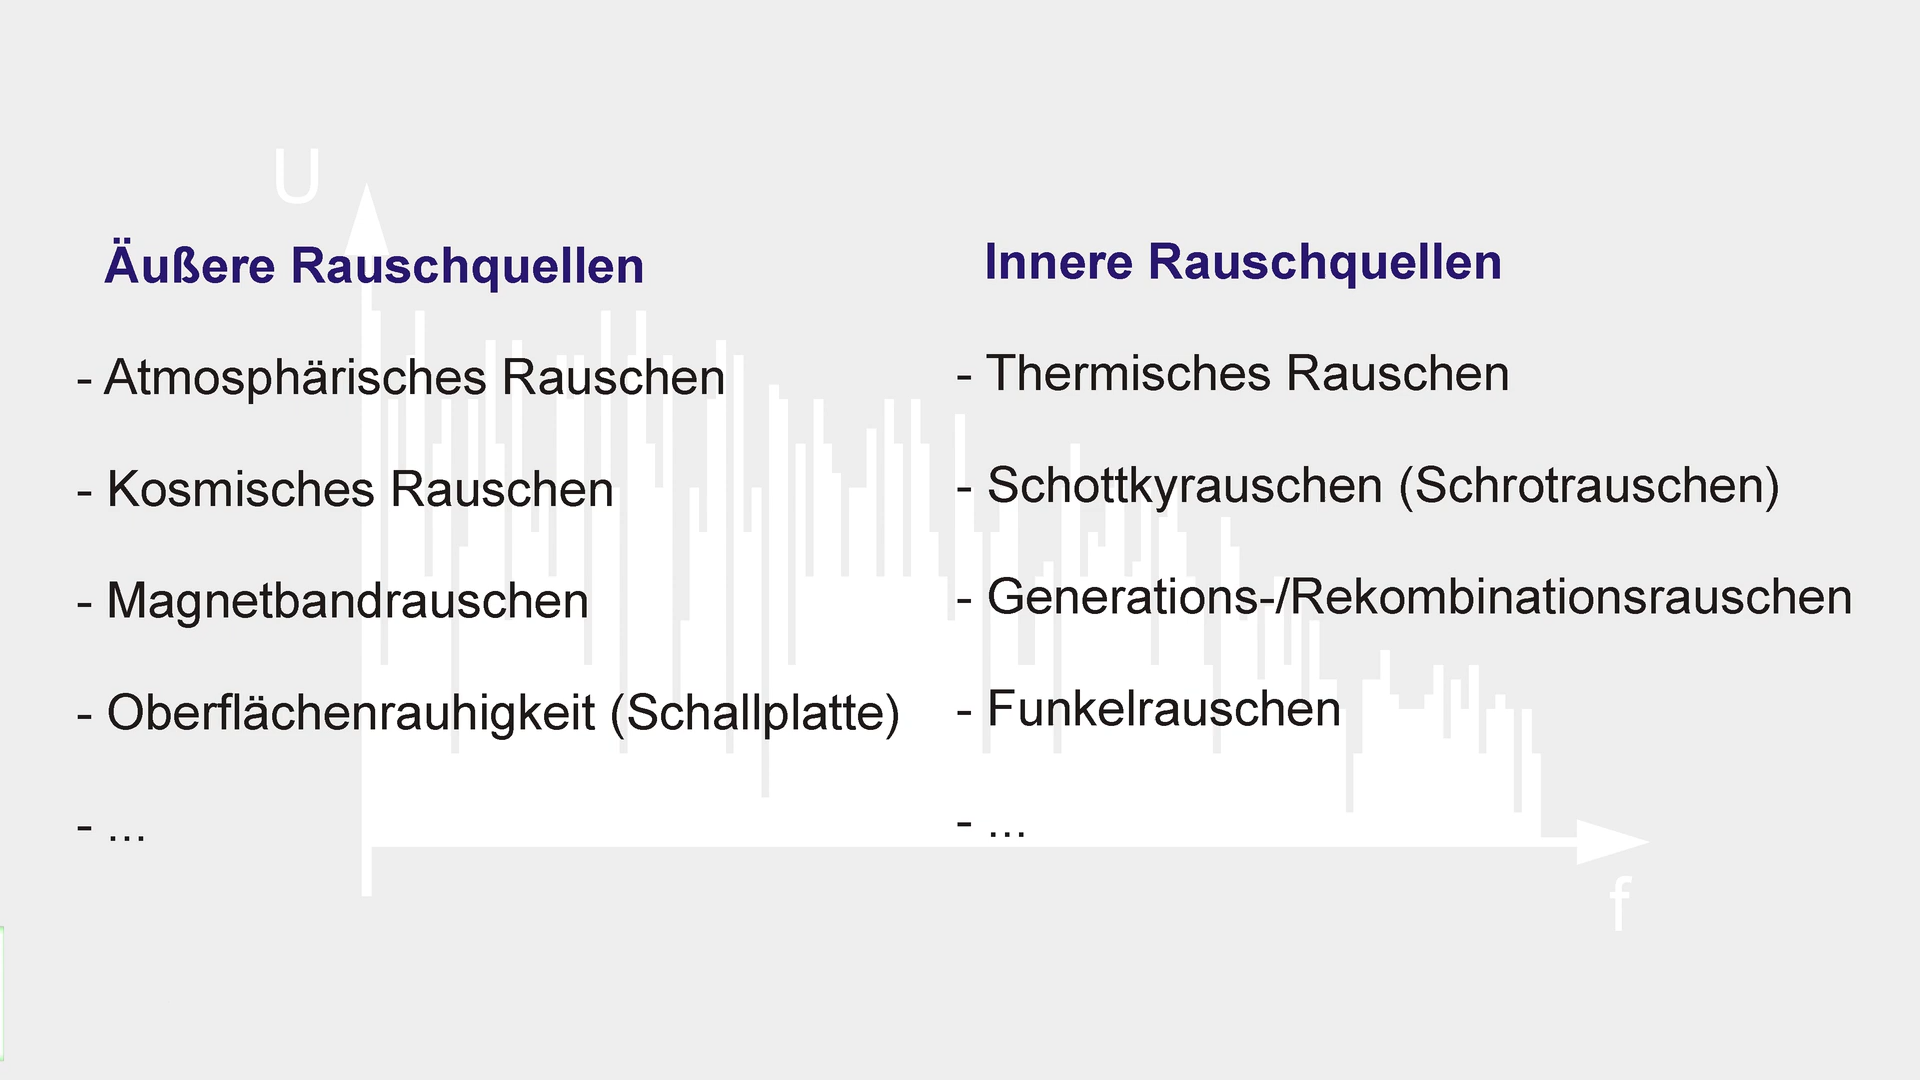 U
Äußere Rauschquellen
- Atmosphärisches Rauschen
- Kosmisches Rauschen
- Magnetbandrauschen
- Oberflächenrauhigkeit (Schallplatte)
- ...
Innere Rauschquellen
- Thermisches Rauschen
- Schottkyrauschen (Schrotrauschen)
- Generations-/Rekombinationsrauschen
- Funkelrauschen
- ...
f